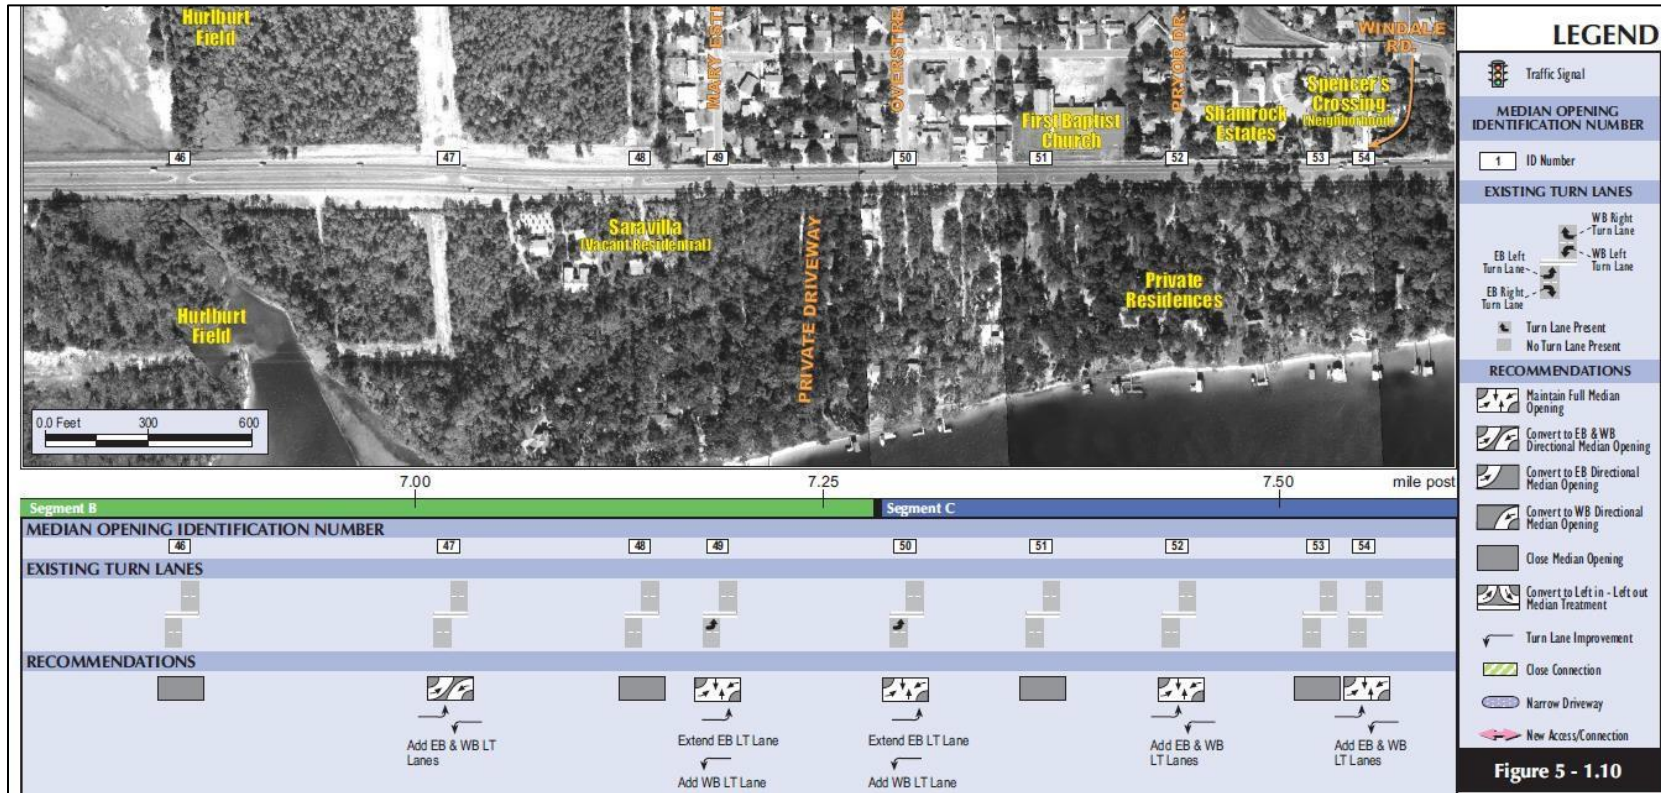 Hurlburt
Field
MARY ESTE
OVERSTRE
PRYOR DR.
WINDALE
RD.
Spencer's
Crossing
(Neighborhood)
First Baptist
Church
Shamrock
Estates
46
47
48
49
50
51
52
53
54
Saravilla
(Vacant Residential)
PRIVATE DRIVEWAY
Private
Residences
Hurlburt
Field
0.0 Feet 300 600
7.00 7.25 7.50 mile post
Segment B Segment C
MEDIAN OPENING IDENTIFICATION NUMBER
46 47 48 49 50 51 52 53 54
EXISTING TURN LANES
RECOMMENDATIONS
Add EB & WB LT
Lanes
Extend EB LT Lane
Add WB LT Lane
Extend EB LT Lane
Add WB LT Lane
Add EB & WB
LT Lanes
Add EB & WB
LT Lanes
LEGEND
Traffic Signal
MEDIAN OPENING
IDENTIFICATION NUMBER
1 ID Number
EXISTING TURN LANES
WB Right
Turn Lane
WB Left
Turn Lane
EB Left
Turn Lane
EB Right
Turn Lane
Turn Lane Present
No Turn Lane Present
RECOMMENDATIONS
Maintain Full Median
Opening
Convert to EB & WB
Directional Median Opening
Convert to EB Directional
Median Opening
Convert to WB Directional
Median Opening
Close Median Opening
Convert to Left in - Left out
Median Treatment
Turn Lane Improvement
Close Connection
Narrow Driveway
New Access/Connection
Figure 5 - 1.10